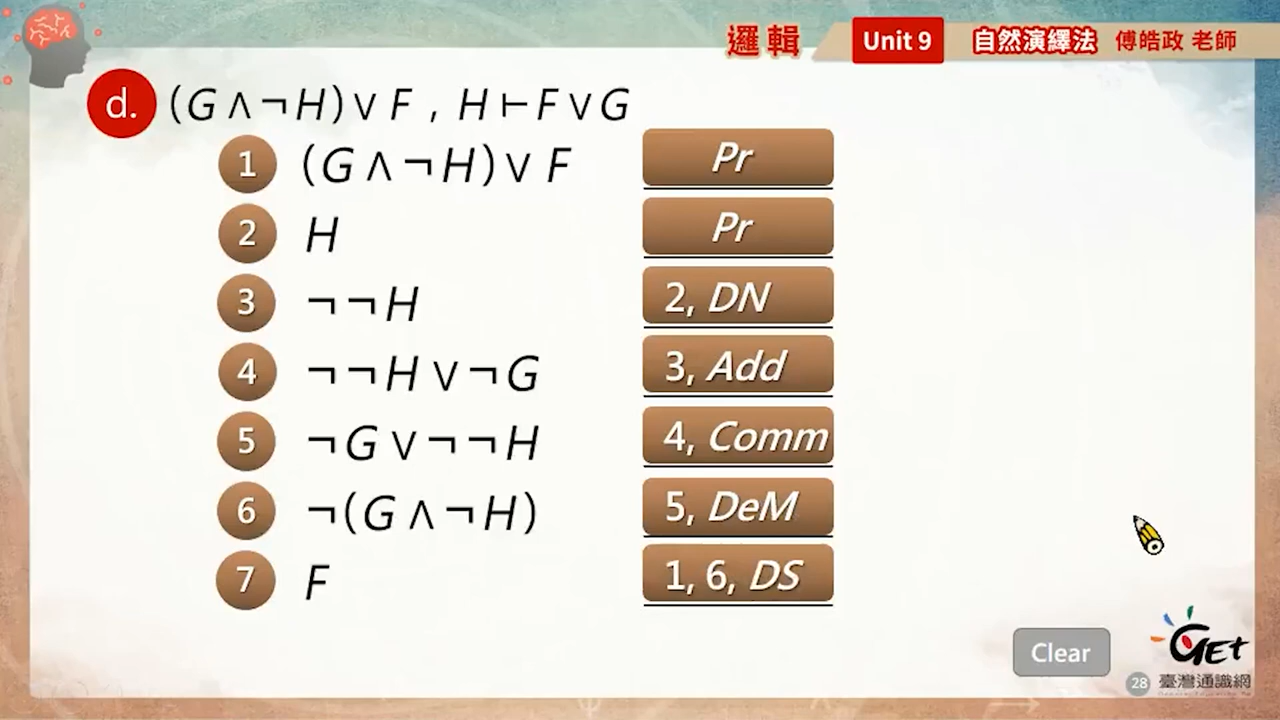 邏輯 Unit 9 自然演繹法 傅皓政 老師
d. (G∧¬H)∨F , H⊢F∨G
1 (G∧¬H)∨F Pr
2 H Pr
3 ¬¬H 2, DN
4 ¬¬H∨¬G 3, Add
5 ¬G∨¬¬H 4, Comm
6 ¬(G∧¬H) 5, DeM
7 F 1, 6, DS
Clear
GET
28 臺灣通識網